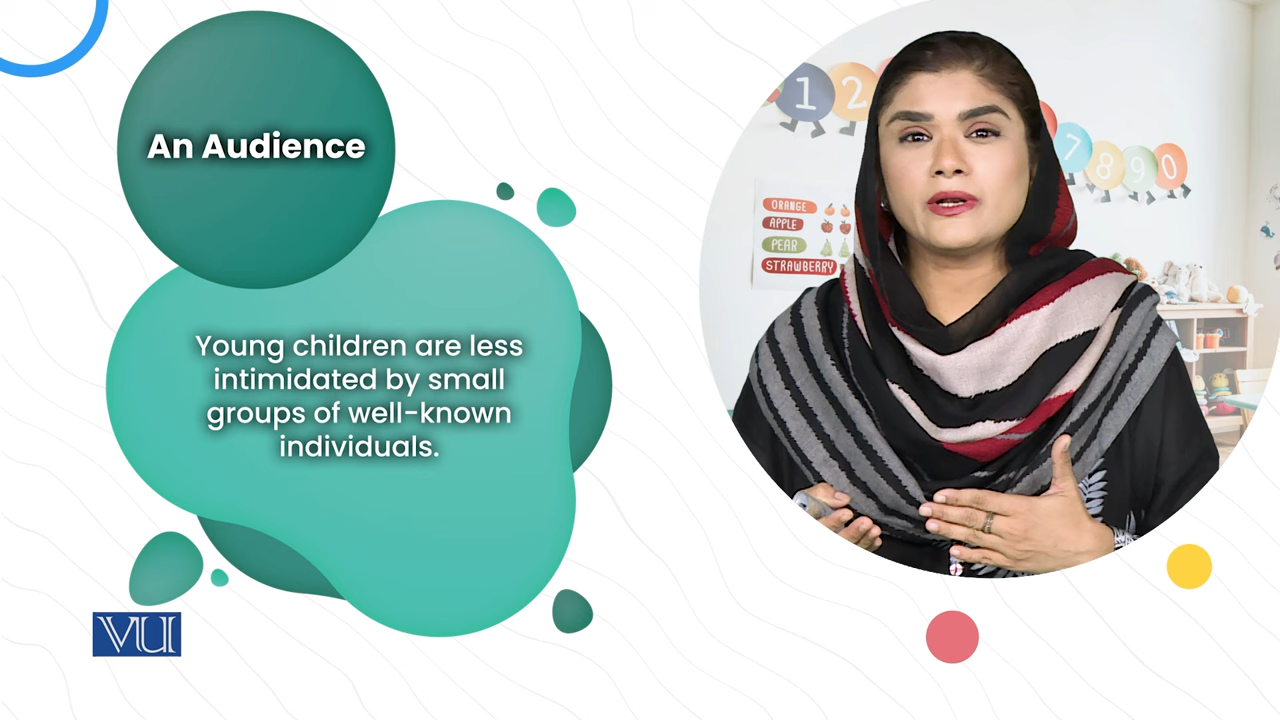 An Audience
Young children are less
intimidated by small
groups of well-known
individuals.
VU
1 2
7 8 9 0
ORANGE
APPLE
PEAR
STRAWBERRY